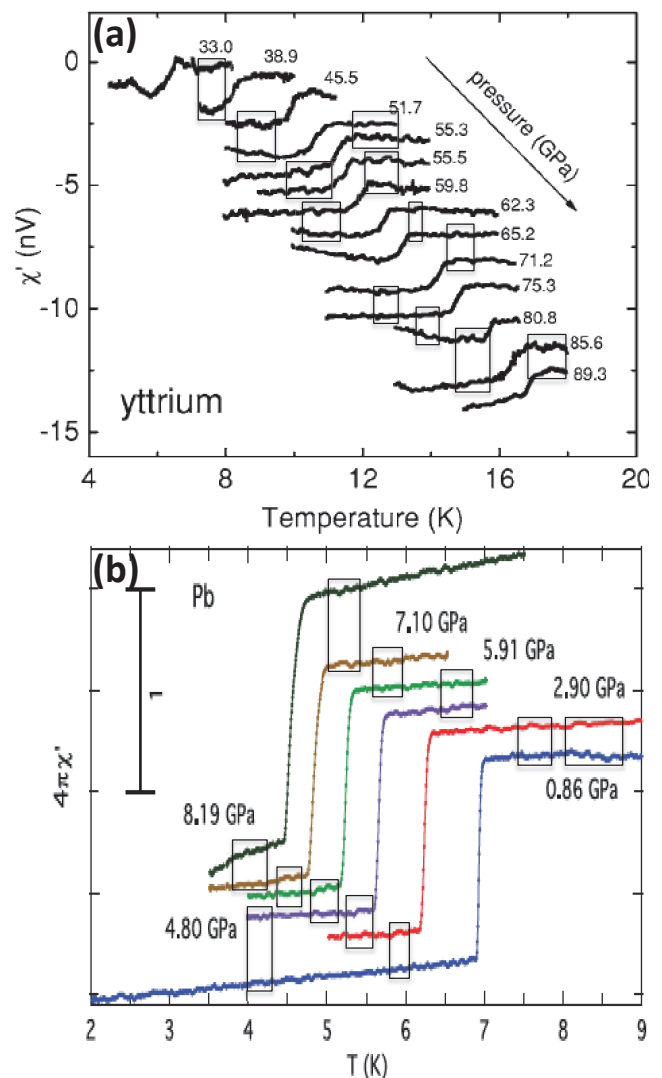 (a)
33.0
38.9
45.5
51.7
55.3
55.5
59.8
62.3
65.2
71.2
75.3
80.8
85.6
89.3
pressure (GPa)
0
-5
-10
-15
χ' (nV)
yttrium
4 8 12 16 20
Temperature (K)
(b)
Pb
1
7.10 GPa
5.91 GPa
2.90 GPa
0.86 GPa
8.19 GPa
4.80 GPa
4πχ'
2 3 4 5 6 7 8 9
T (K)